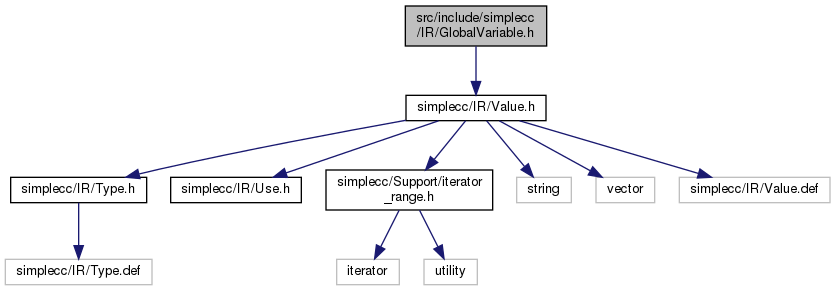 src/include/simplecc
/IR/GlobalVariable.h
simplecc/IR/Value.h
simplecc/IR/Type.h
simplecc/IR/Use.h
simplecc/Support/iterator
_range.h
string
vector
simplecc/IR/Value.def
simplecc/IR/Type.def
iterator
utility